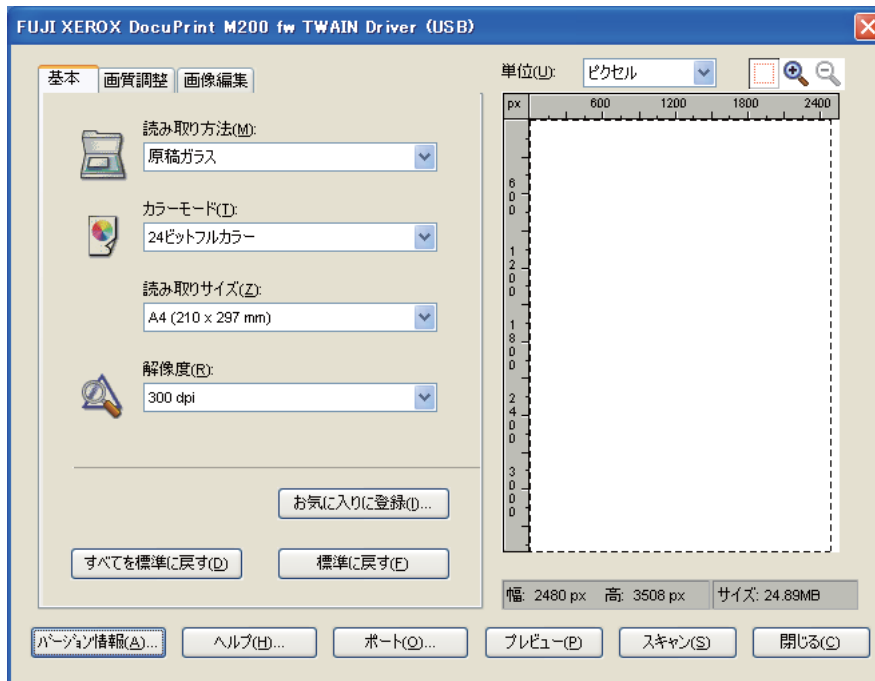 FUJI XEROX DocuPrint M200 fw TWAIN Driver (USB)
基本 画質調整 画像編集
読み取り方法(M):
原稿ガラス
カラーモード(T):
24ビットフルカラー
読み取りサイズ(Z):
A4 (210 x 297 mm)
解像度(R):
300 dpi
お気に入りに登録(I)...
すべてを標準に戻す(D) 標準に戻す(F)
単位(U): ピクセル
px 600 1200 1800 2400
600
1200
1800
2400
3000
幅: 2480 px 高: 3508 px サイズ: 24.89MB
バージョン情報(A)... ヘルプ(H)... ポート(O)... プレビュー(P) スキャン(S) 閉じる(C)